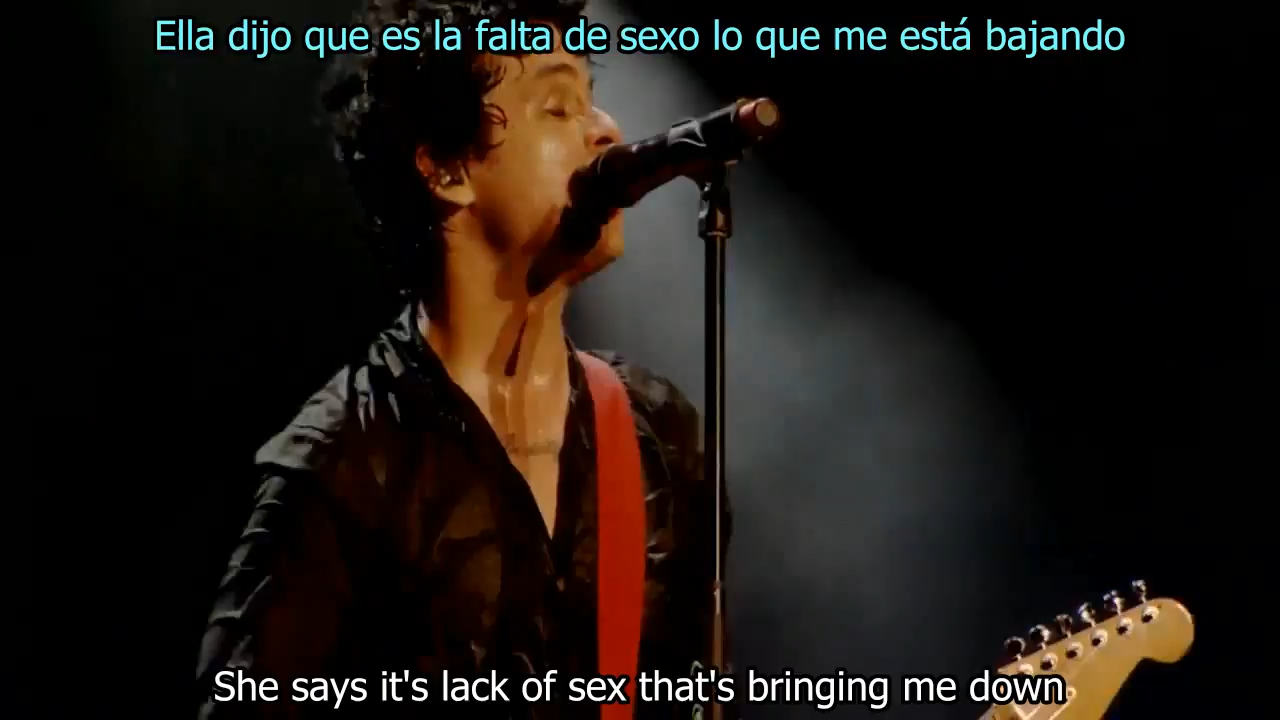 Ella dijo que es la falta de sexo lo que me está bajando
She says it's lack of sex that's bringing me down